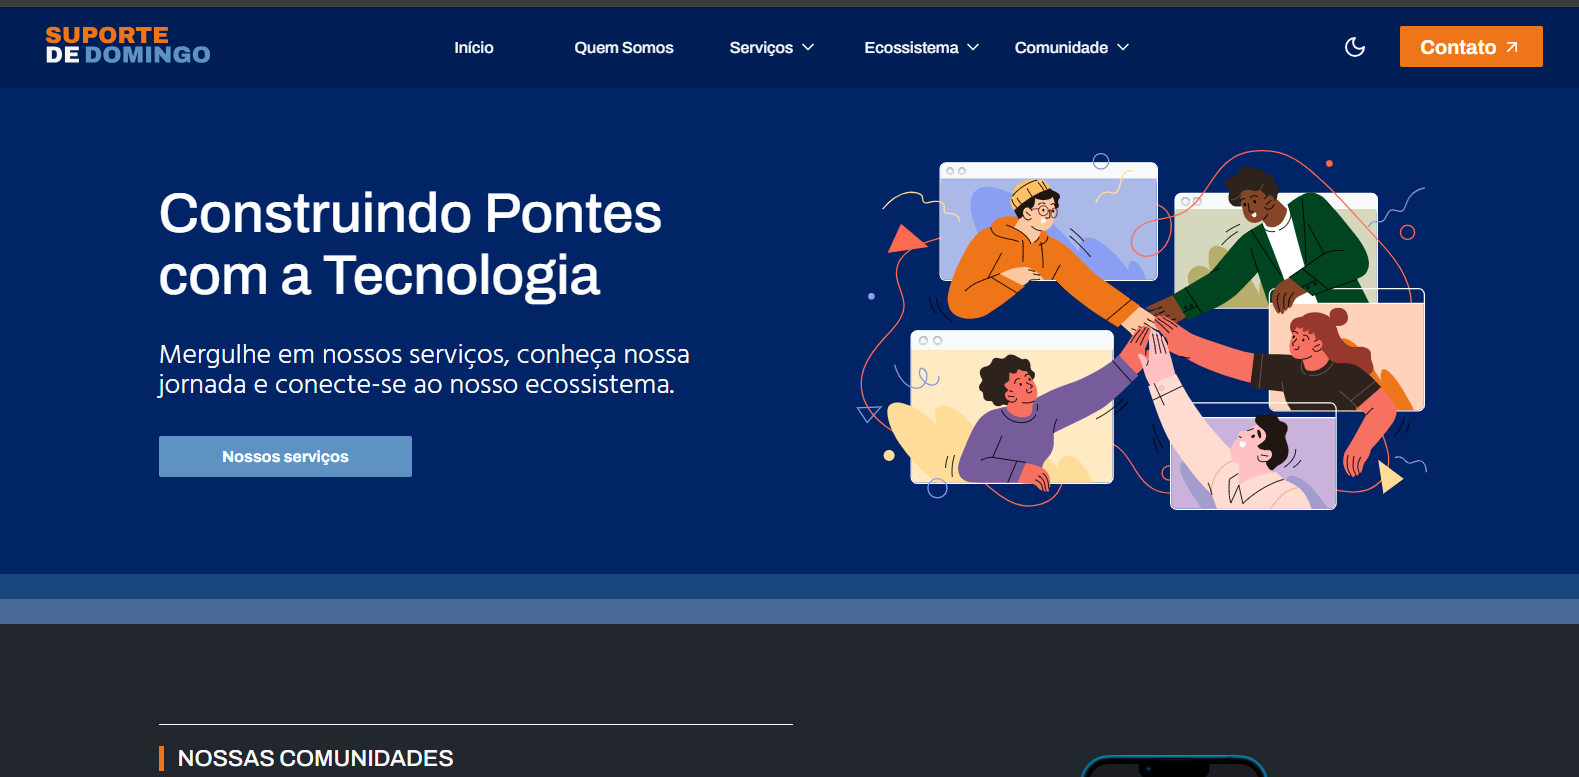 SUPORTE
DE DOMINGO
Início
Quem Somos
Serviços
Ecossistema
Comunidade
Contato
Construindo Pontes
com a Tecnologia
Mergulhe em nossos serviços, conheça nossa
jornada e conecte-se ao nosso ecossistema.
Nossos serviços
NOSSAS COMUNIDADES